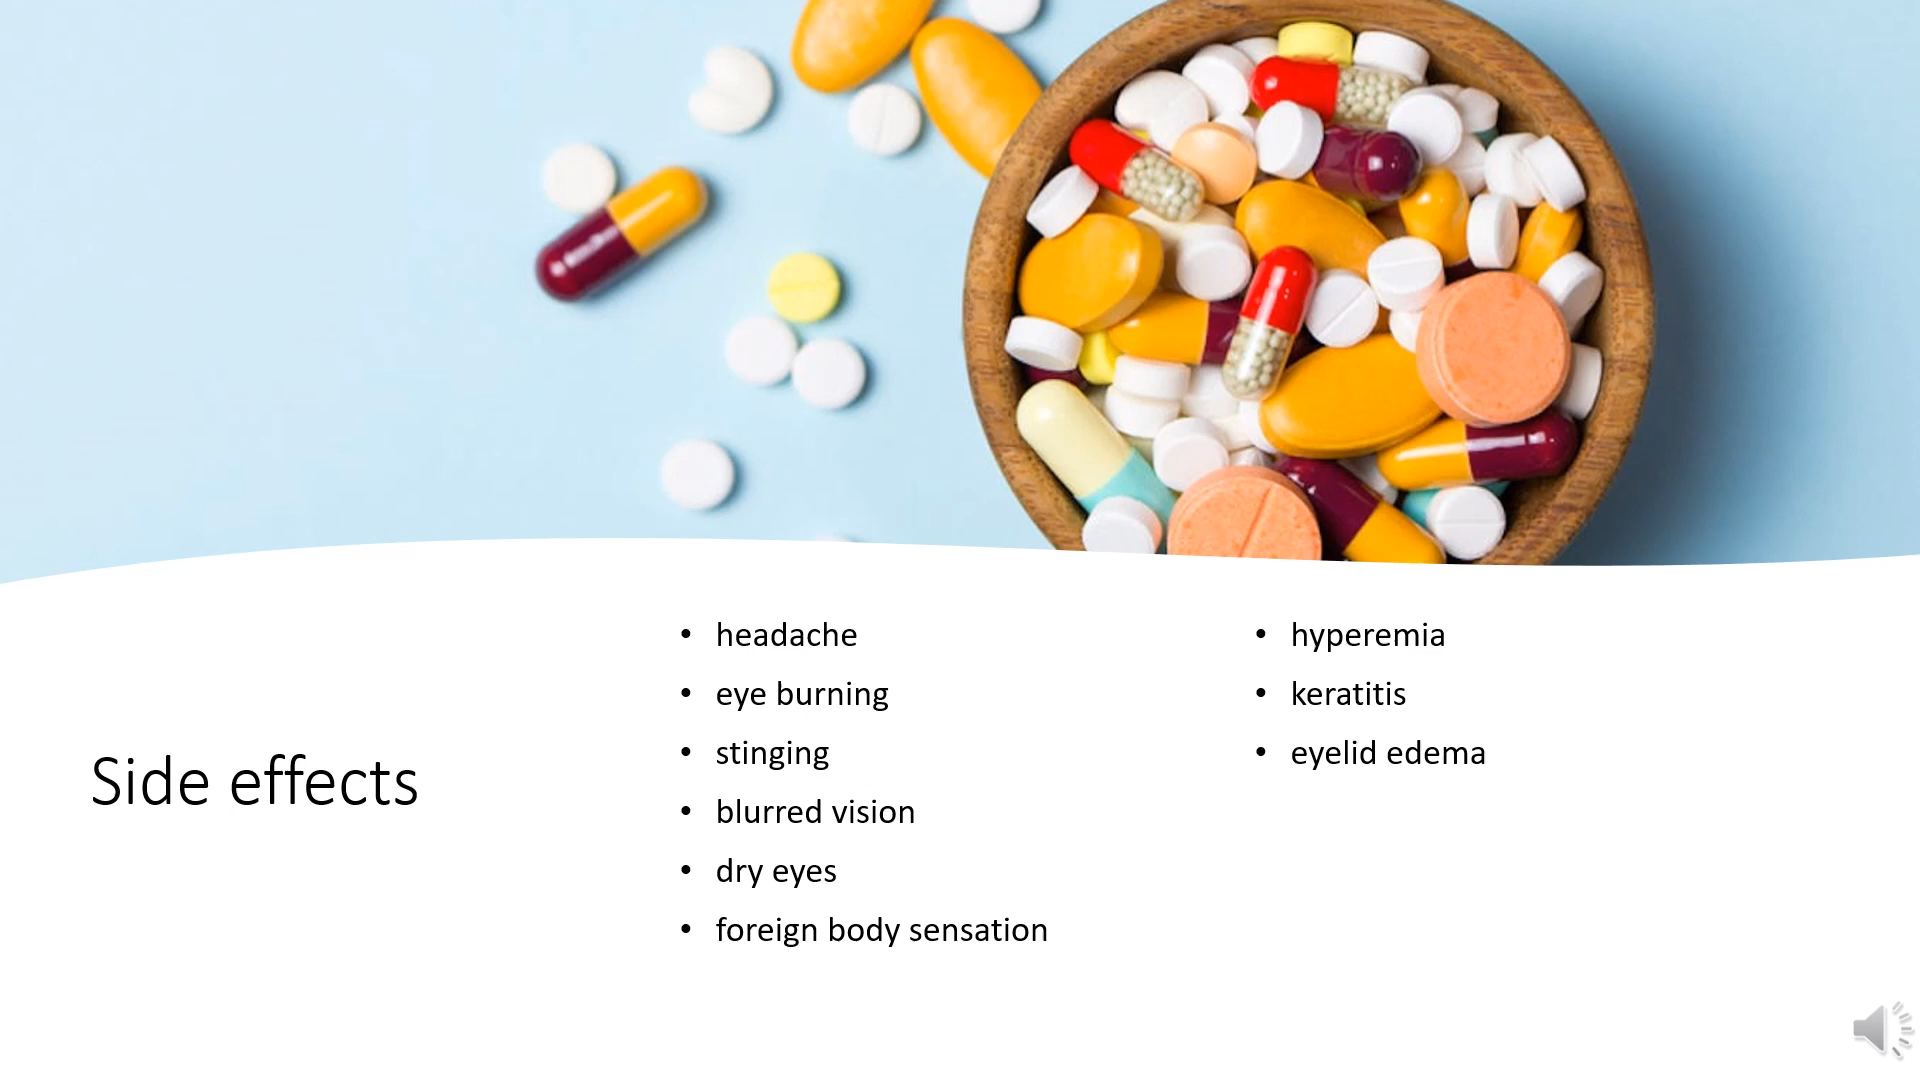 Side effects
• headache
• eye burning
• stinging
• blurred vision
• dry eyes
• foreign body sensation
• hyperemia
• keratitis
• eyelid edema